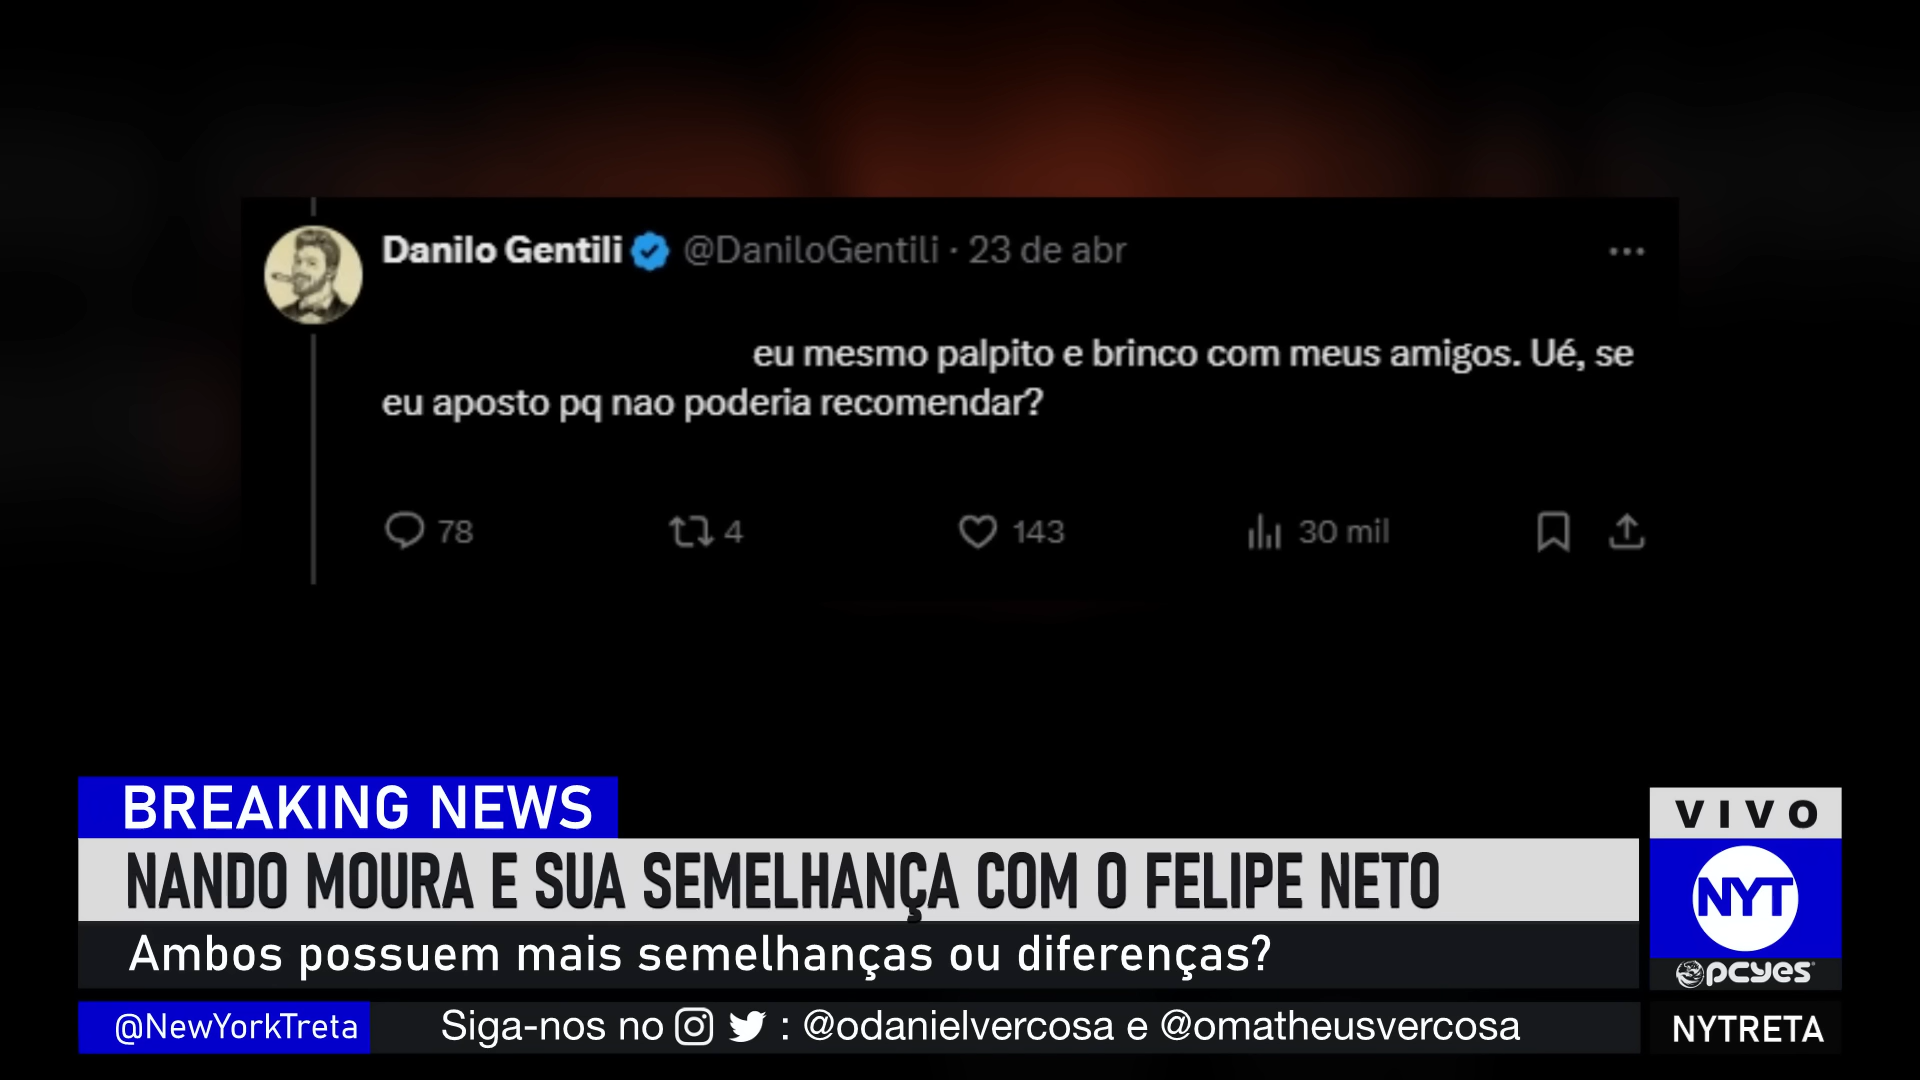 Danilo Gentili @DaniloGentili · 23 de abr
eu mesmo palpito e brinco com meus amigos. Ué, se
eu aposto pq nao poderia recomendar?
78 4 143 30 mil
BREAKING NEWS
NANDO MOURA E SUA SEMELHANÇA COM O FELIPE NETO
Ambos possuem mais semelhanças ou diferenças?
@NewYorkTreta
Siga-nos no : @odanielvercosa e @omatheusvercosa
VIVO
NYT
pcyes
NYTRETA